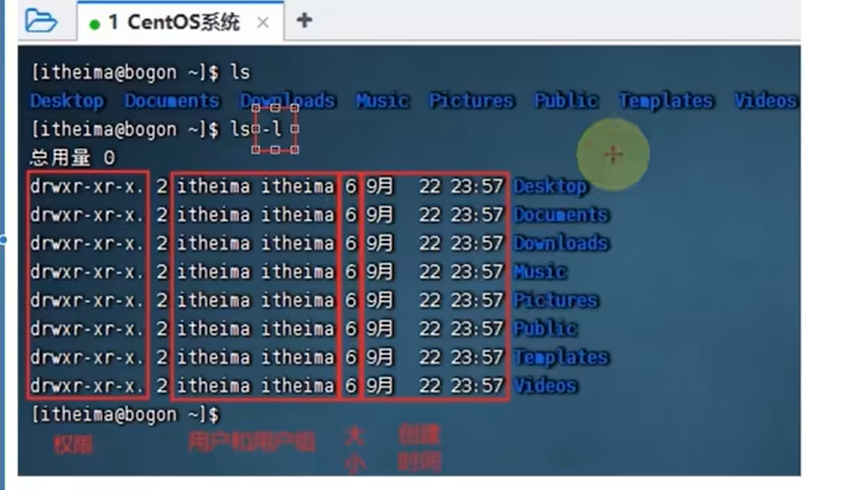 1 CentOS系统 × +
[itheima@bogon ~]$ ls
Desktop Documents Downloads Music Pictures Public Templates Videos
[itheima@bogon ~]$ ls -l
总用量 0
drwxr-xr-x. 2 itheima itheima 6 9月 22 23:57 Desktop
drwxr-xr-x. 2 itheima itheima 6 9月 22 23:57 Documents
drwxr-xr-x. 2 itheima itheima 6 9月 22 23:57 Downloads
drwxr-xr-x. 2 itheima itheima 6 9月 22 23:57 Music
drwxr-xr-x. 2 itheima itheima 6 9月 22 23:57 Pictures
drwxr-xr-x. 2 itheima itheima 6 9月 22 23:57 Public
drwxr-xr-x. 2 itheima itheima 6 9月 22 23:57 Templates
drwxr-xr-x. 2 itheima itheima 6 9月 22 23:57 Videos
[itheima@bogon ~]$
权限 用户和用户组 大小 创建时间